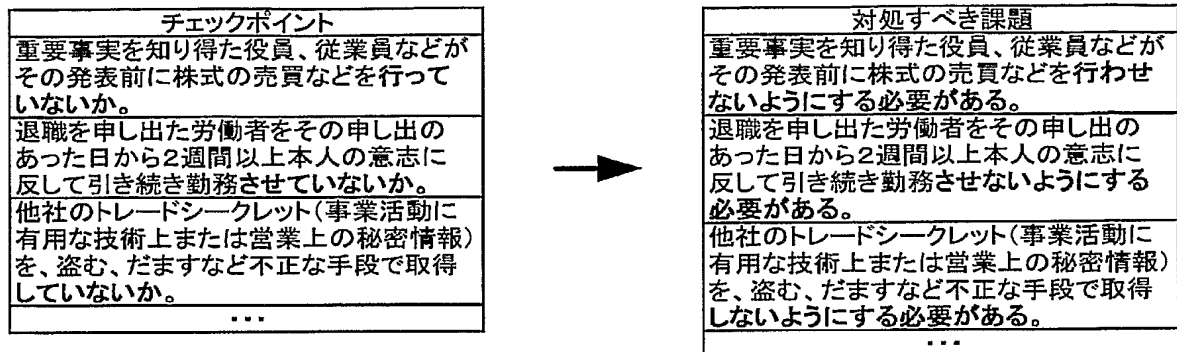 チェックポイント
重要事実を知り得た役員、従業員などが
その発表前に株式の売買などを行って
いないか。
退職を申し出た労働者をその申し出の
あった日から2週間以上本人の意志に
反して引き続き勤務させていないか。
他社のトレードシークレット(事業活動に
有用な技術上または営業上の秘密情報)
を、盗む、だますなど不正な手段で取得
していないか。
・・・
対処すべき課題
重要事実を知り得た役員、従業員などが
その発表前に株式の売買などを行わせ
ないようにする必要がある。
退職を申し出た労働者をその申し出の
あった日から2週間以上本人の意志に
反して引き続き勤務させないようにする
必要がある。
他社のトレードシークレット(事業活動に
有用な技術上または営業上の秘密情報)
を、盗む、だますなど不正な手段で取得
しないようにする必要がある。
・・・